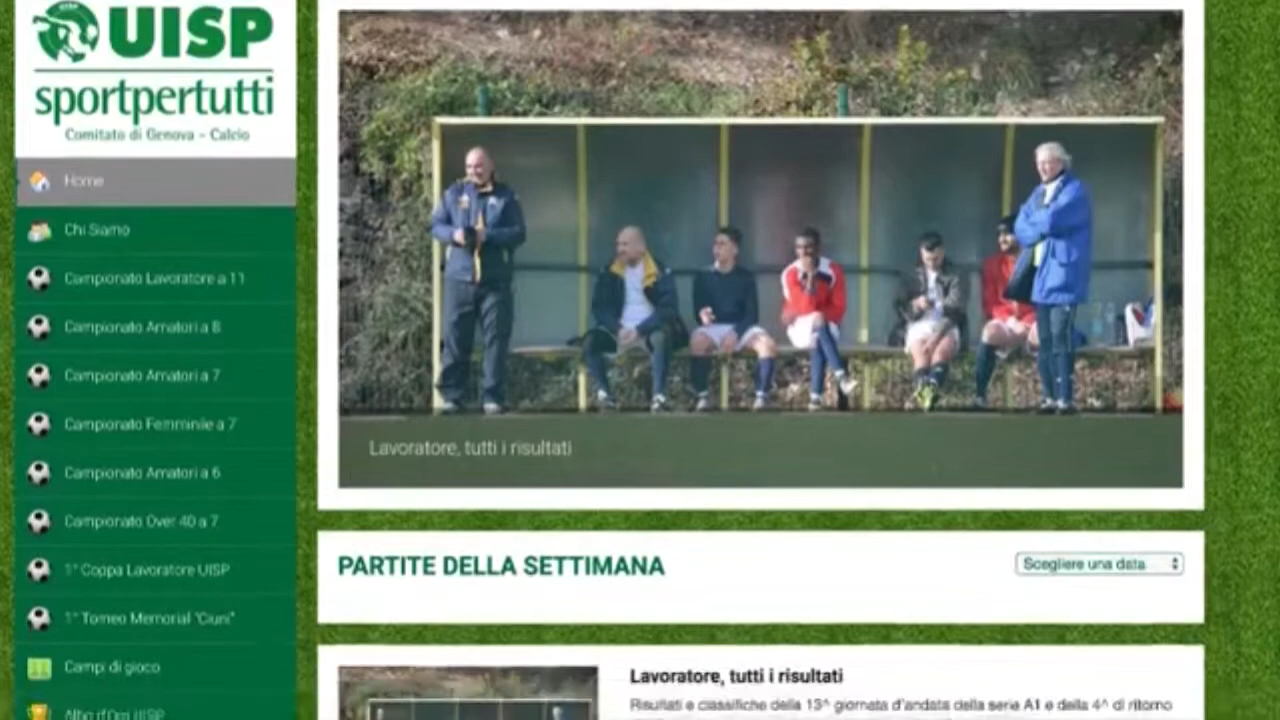 UISP
sportpertutti
Comitato di Genova - Calcio
Home
Chi Siamo
Campionato Lavoratore a 11
Campionato Amatori a 8
Campionato Amatori a 7
Campionato Femminile a 7
Campionato Amatori a 6
Campionato Over 40 a 7
1° Coppa Lavoratore UISP
1° Torneo Memorial "Ciuni"
Campi di gioco
Albo d'Oro UISP
Lavoratore, tutti i risultati
PARTITE DELLA SETTIMANA
Scegliere una data
Lavoratore, tutti i risultati
Risultati e classifiche della 13^ giornata d'andata della serie A1 e della 4^ di ritorno